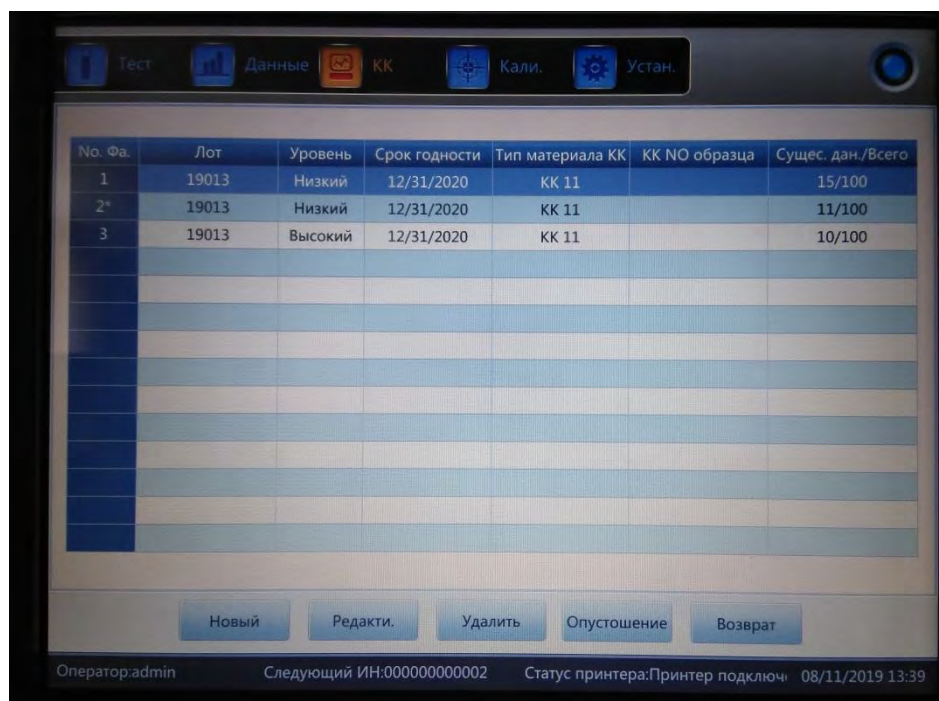 Тест Данные КК Кали. Устан.
No. Фа. Лот Уровень Срок годности Тип материала КК КК NO образца Сущес. дан./Всего
1 19013 Низкий 12/31/2020 КК 11 15/100
2* 19013 Низкий 12/31/2020 КК 11 11/100
3 19013 Высокий 12/31/2020 КК 11 10/100
Новый Редакти. Удалить Опустошение Возврат
Оператор:admin Следующий ИН:000000000002 Статус принтера:Принтер подключ 08/11/2019 13:39